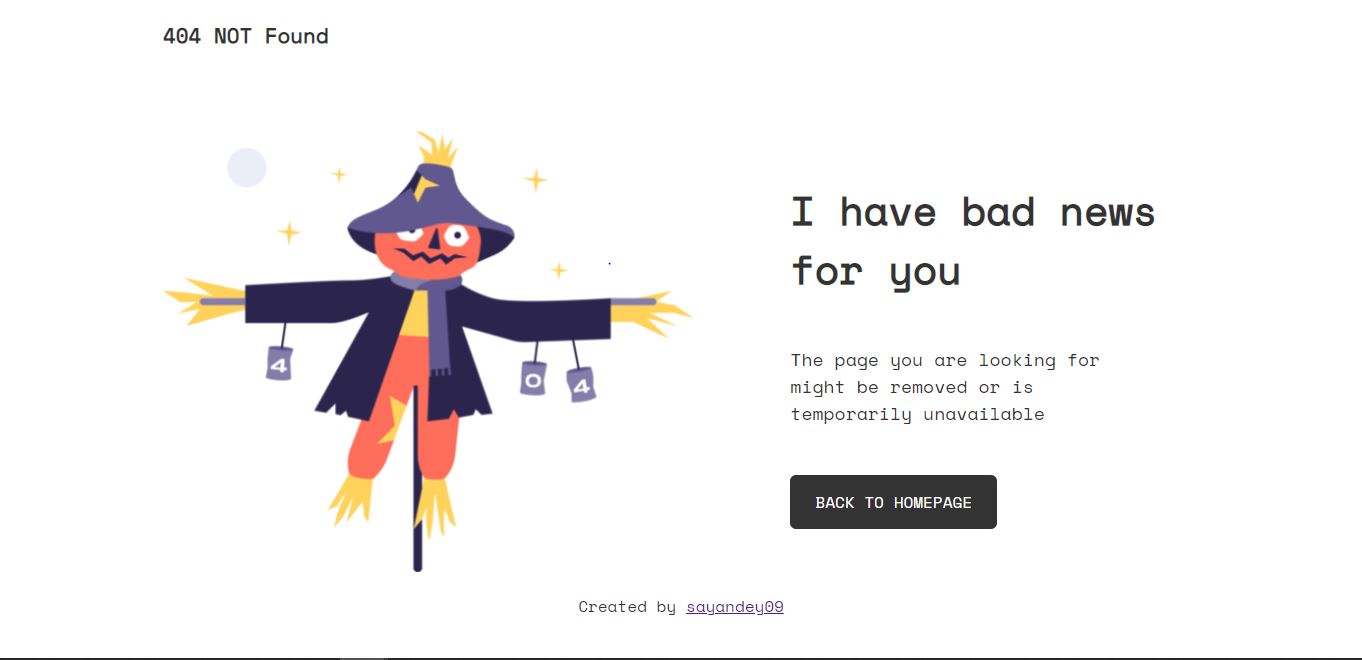 404 NOT Found
4
0
4
I have bad news
for you
The page you are looking for
might be removed or is
temporarily unavailable
BACK TO HOMEPAGE
Created by sayandey09